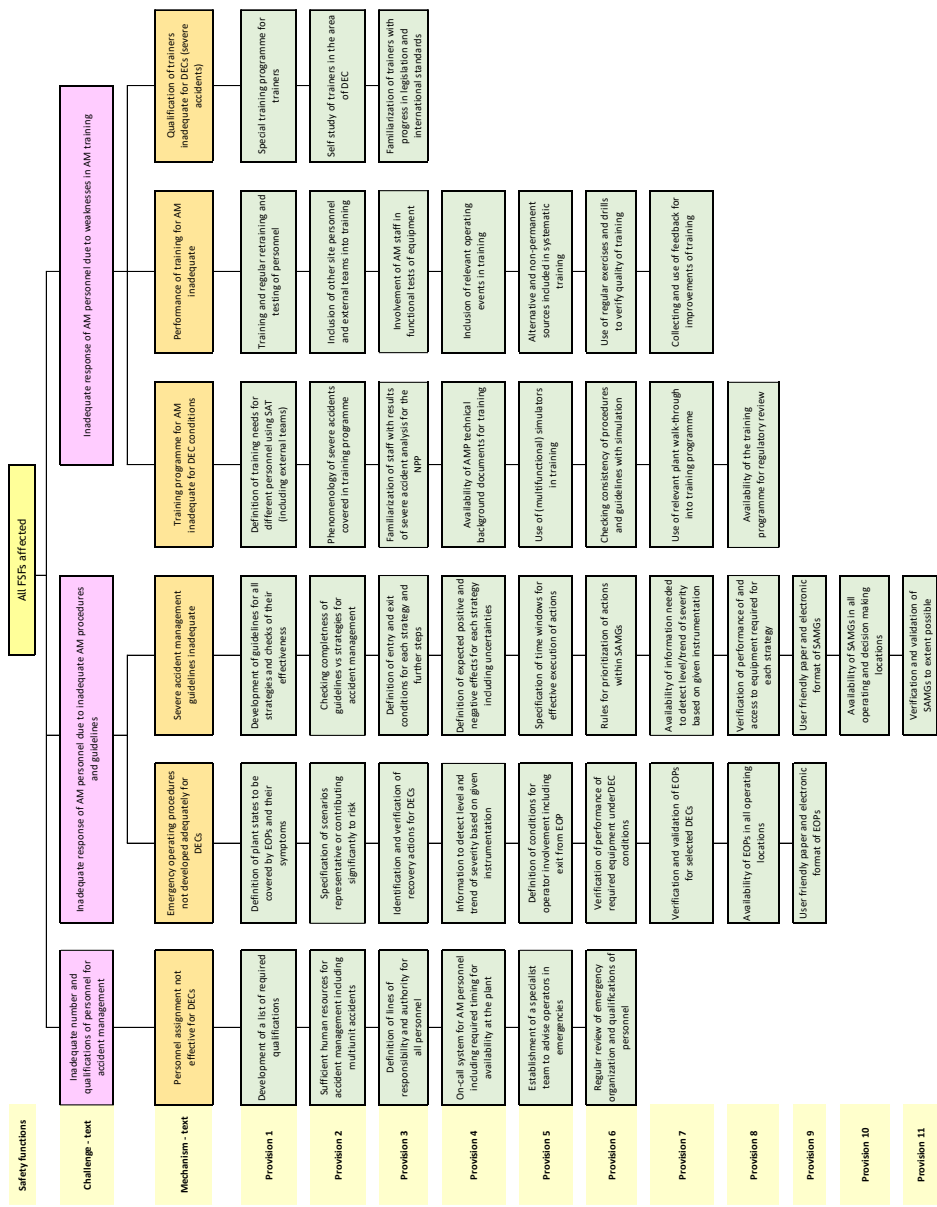 Safety functions
All FSFs affected
Challenge - text
Inadequate number and
qualifications of personnel for
accident management
Inadequate response of AM personnel due to inadequate AM procedures
and guidelines
Inadequate response of AM personnel due to weaknesses in AM training
Mechanism - text
Personnel assignment not
effective for DECs
Emergency operating procedures
not developed adequately for
DECs
Severe accident management
guidelines inadequate
Training programme for AM
inadequate for DEC conditions
Performance of training for AM
inadequate
Qualification of trainers
inadequate for DECs (severe
accidents)
Provision 1
Development of a list of required
qualifications
Definition of plant states to be
covered by EOPs and their
symptoms
Development of guidelines for all
strategies and checks of their
effectiveness
Definition of training needs for
different personnel using SAT
(including external teams)
Training and regular retraining and
testing of personnel
Special training programme for
trainers
Provision 2
Sufficient human resources for
accident management including
multiunit accidents
Specification of scenarios
representative or contributing
significantly to risk
Checking completness of
guidelines vs strategies for
accident management
Phenomenology of severe accidents
covered in training programme
Inclusion of other site personnel
and external teams into training
Self study of trainers in the area
of DEC
Provision 3
Definition of lines of
responsibility and authority for
all personnel
Identification and verification of
recovery actions for DECs
Definition of entry and exit
conditions for each strategy and
further steps
Familiarization of staff with results
of severe accident analysis for the
NPP
Involvement of AM staff in
functional tests of equipment
Familiarization of trainers with
progress in legislation and
international standards
Provision 4
On-call system for AM personnel
including required timing for
availability at the plant
Information to detect level and
trend of severity based on given
instrumentation
Definition of expected positive and
negative effects for each strategy
including uncertainties
Availability of AMP technical
background documents for training
Inclusion of relevant operating
events in training
Provision 5
Establishment of a specialist
team to advise operators in
emergencies
Definition of conditions for
operator involvement including
exit from EOP
Specification of time windows for
effective execution of actions
Use of (multifunctional) simulators
in training
Alternative and non-permanent
sources included in systematic
training
Provision 6
Regular review of emergency
organization and qualifications of
personnel
Verification of performance of
required equipment underDEC
conditions
Rules for prioritization of actions
within SAMGs
Checking consistency of procedures
and guidelines with simulation
Use of regular exercises and drills
to verify quality of training
Provision 7
Verification and validation of EOPs
for selected DECs
Availability of information needed
to detect level/trend of severity
based on given instrumentation
Use of relevant plant walk-through
into training programme
Collecting and use of feedback for
improvements of training
Provision 8
Availability of EOPs in all operating
locations
Verification of performance of and
access to equipment required for
each strategy
Availability of the training
programme for regulatory review
Provision 9
User friendly paper and electronic
format of EOPs
User friendly paper and electronic
format of SAMGs
Provision 10
Availability of SAMGs in all
operating and decision making
locations
Provision 11
Verification and validation of
SAMGs to extent possible